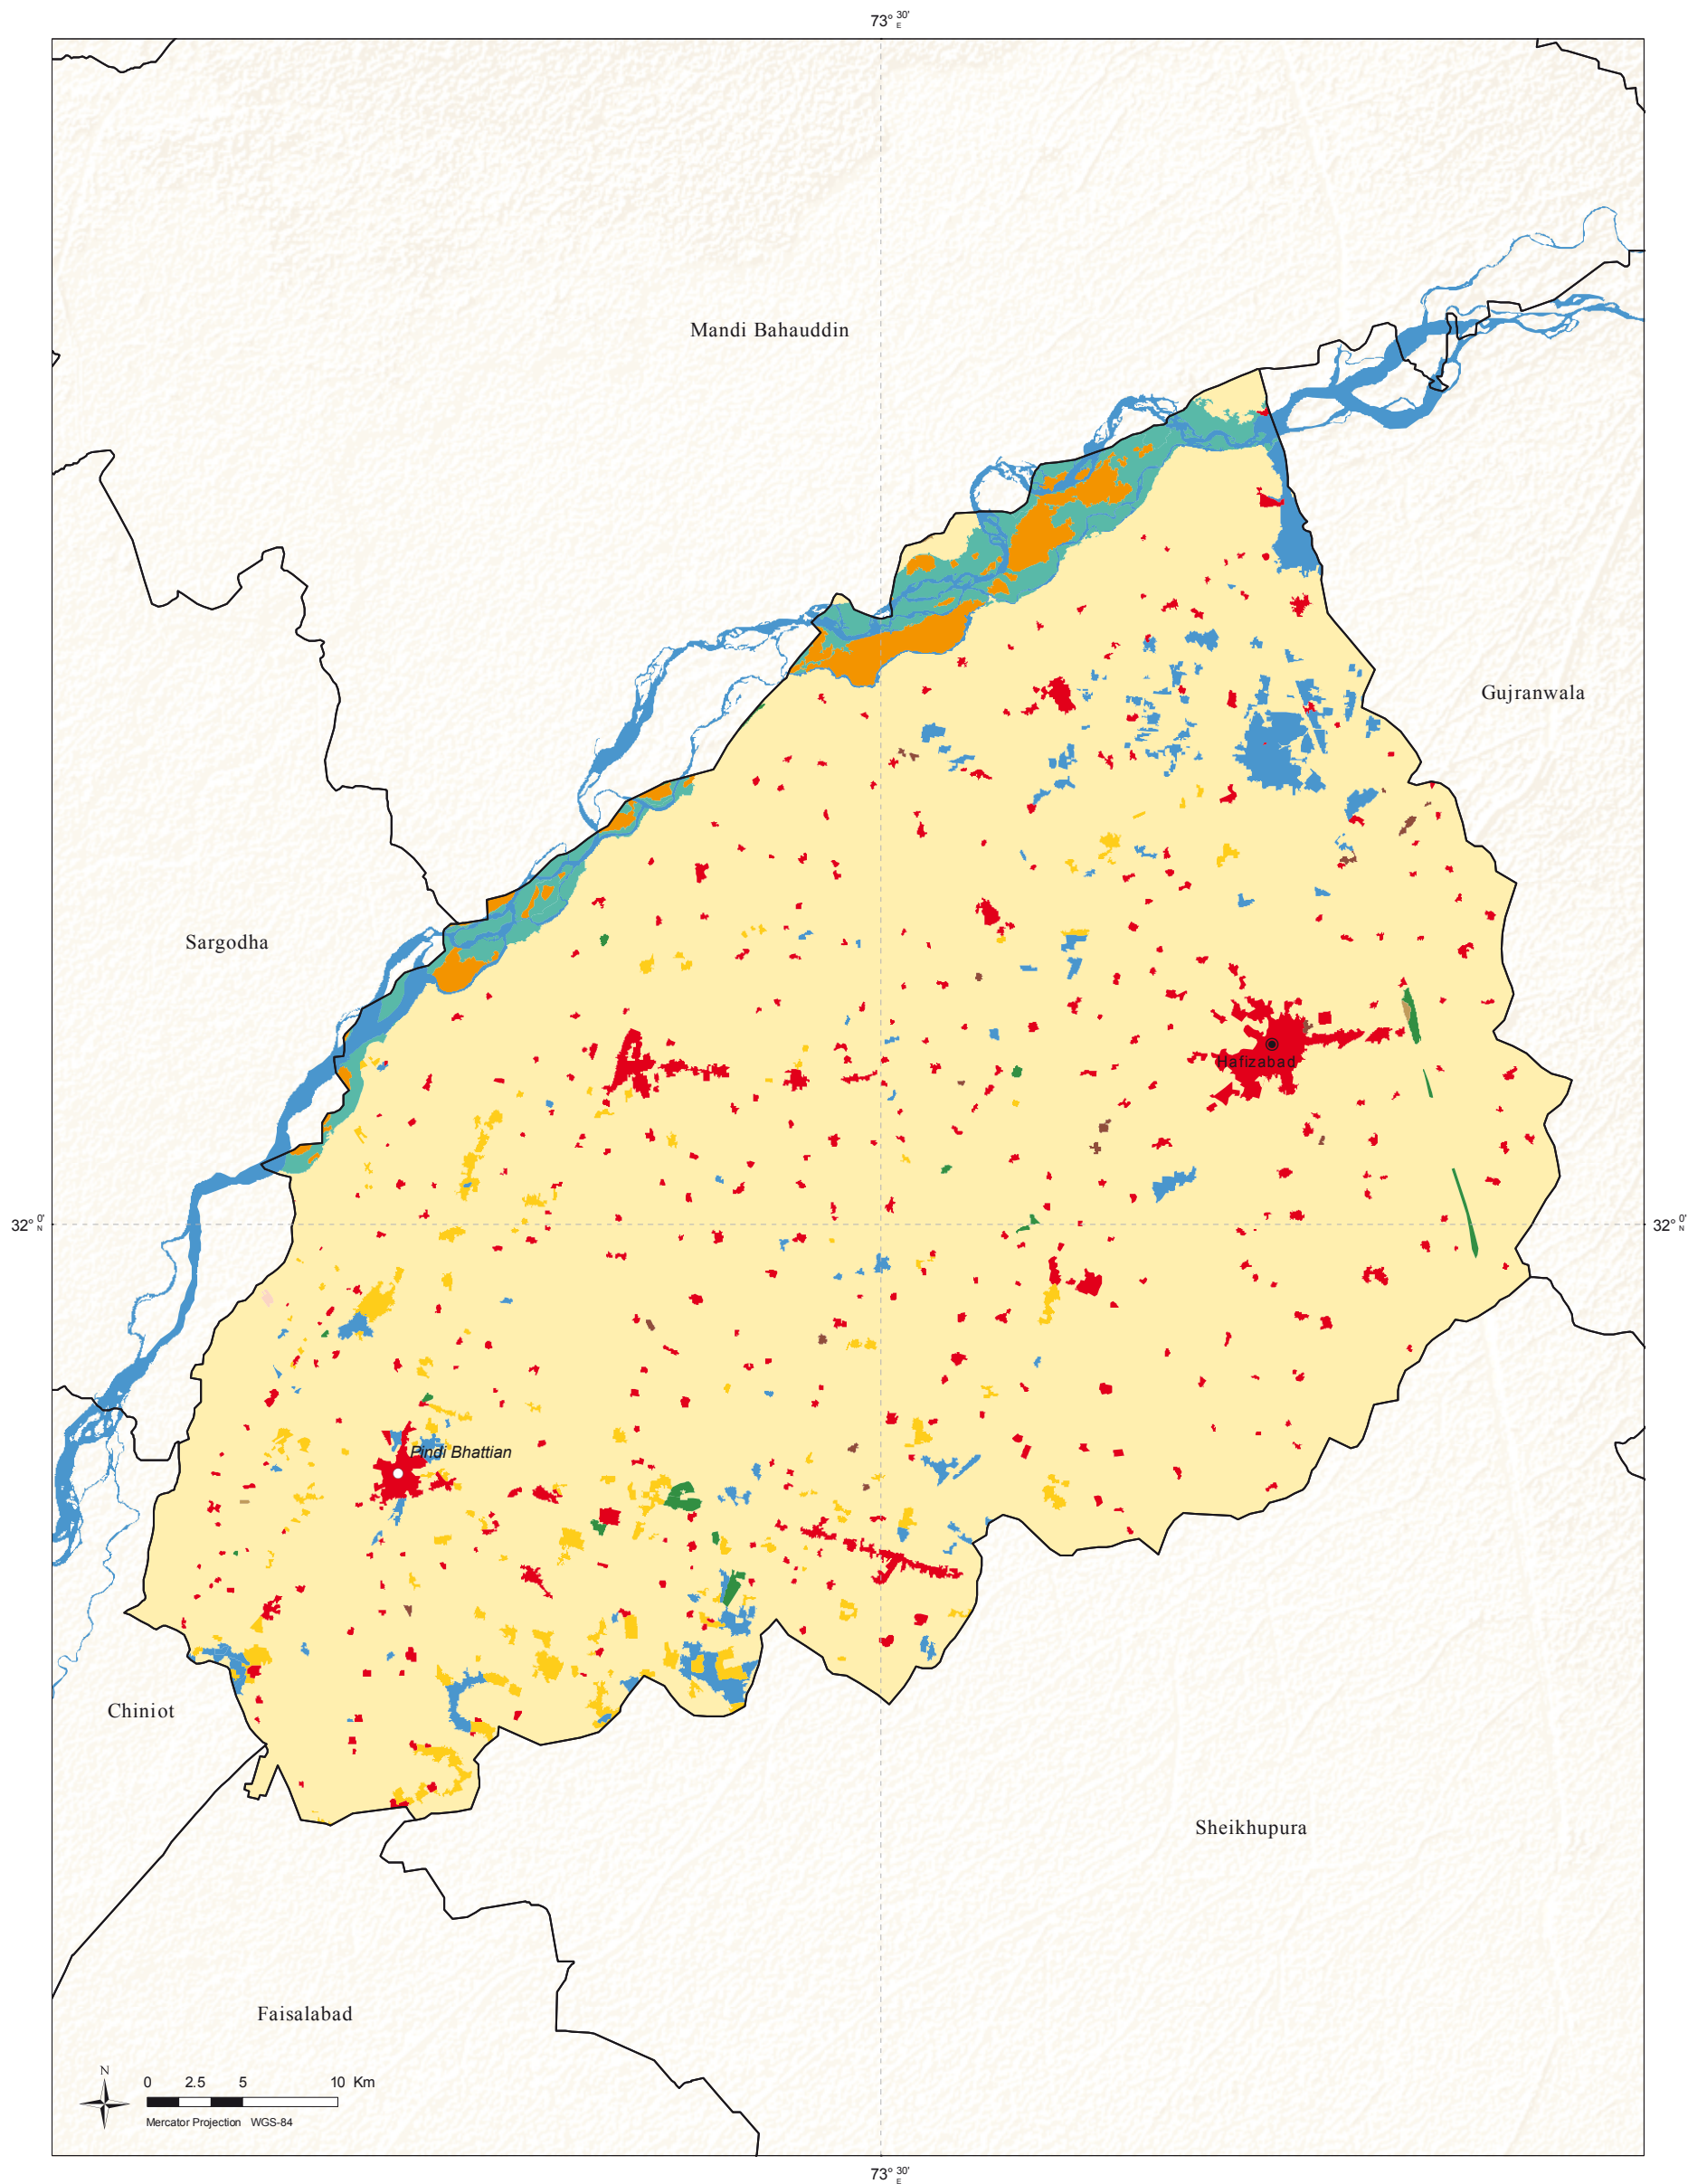 73° 30' E
Mandi Bahauddin
Gujranwala
Sargodha
Hafizabad
32° 0' N
32° 0' N
Pindi Bhattian
Chiniot
Sheikhupura
Faisalabad
N
0 2.5 5 10 Km
Mercator Projection WGS-84
73° 30' E